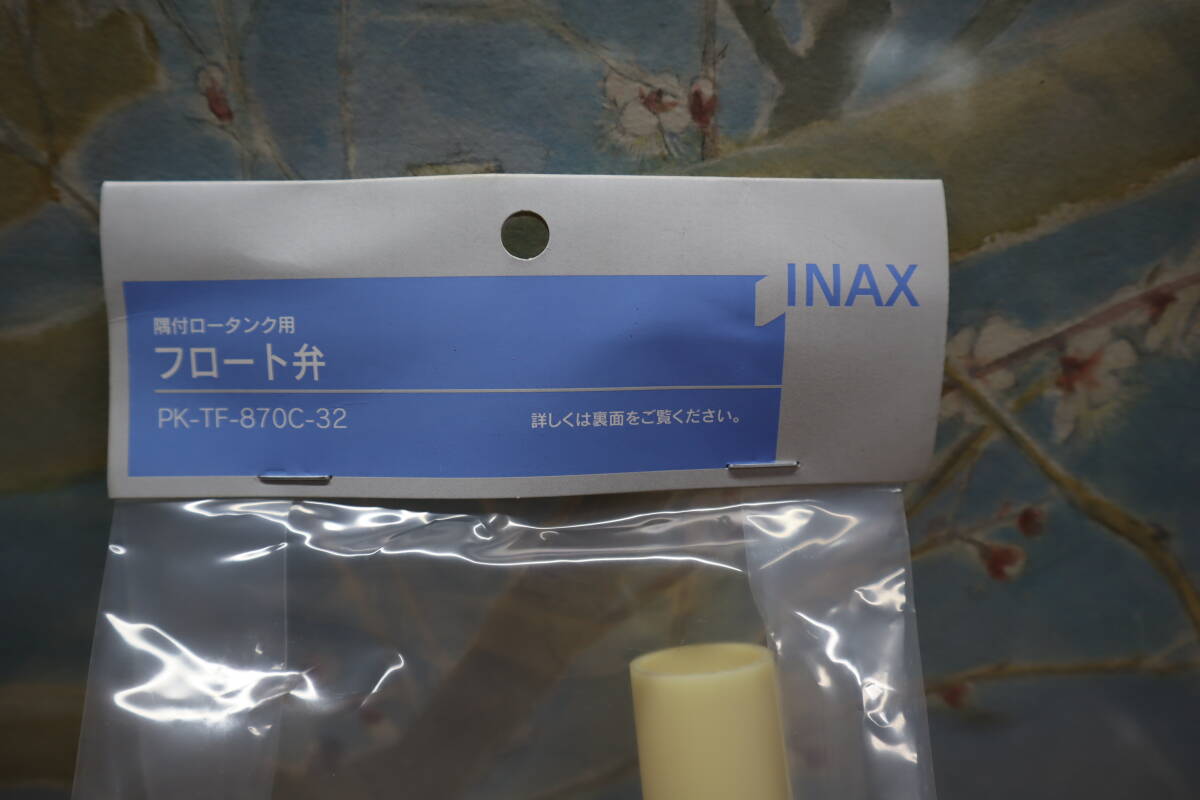 INAX
隅付ロータンク用
フロート弁
PK-TF-870C-32
詳しくは裏面をご覧ください。